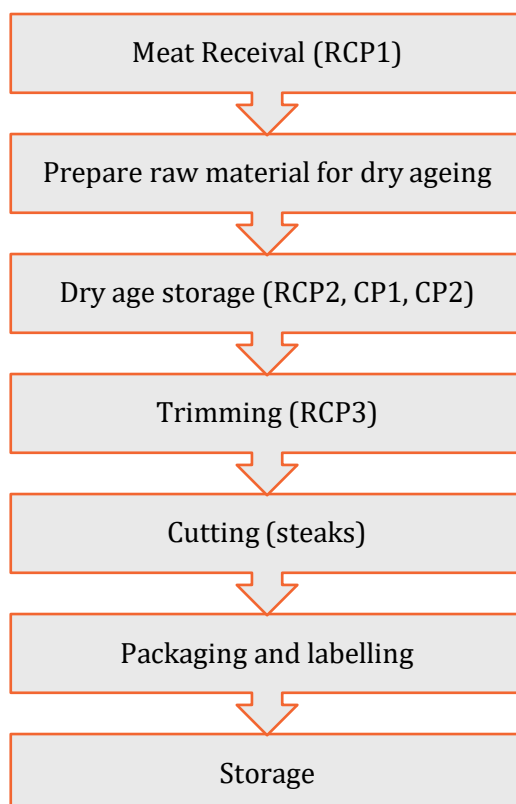 Meat Receival (RCP1)
Prepare raw material for dry ageing
Dry age storage (RCP2, CP1, CP2)
Trimming (RCP3)
Cutting (steaks)
Packaging and labelling
Storage